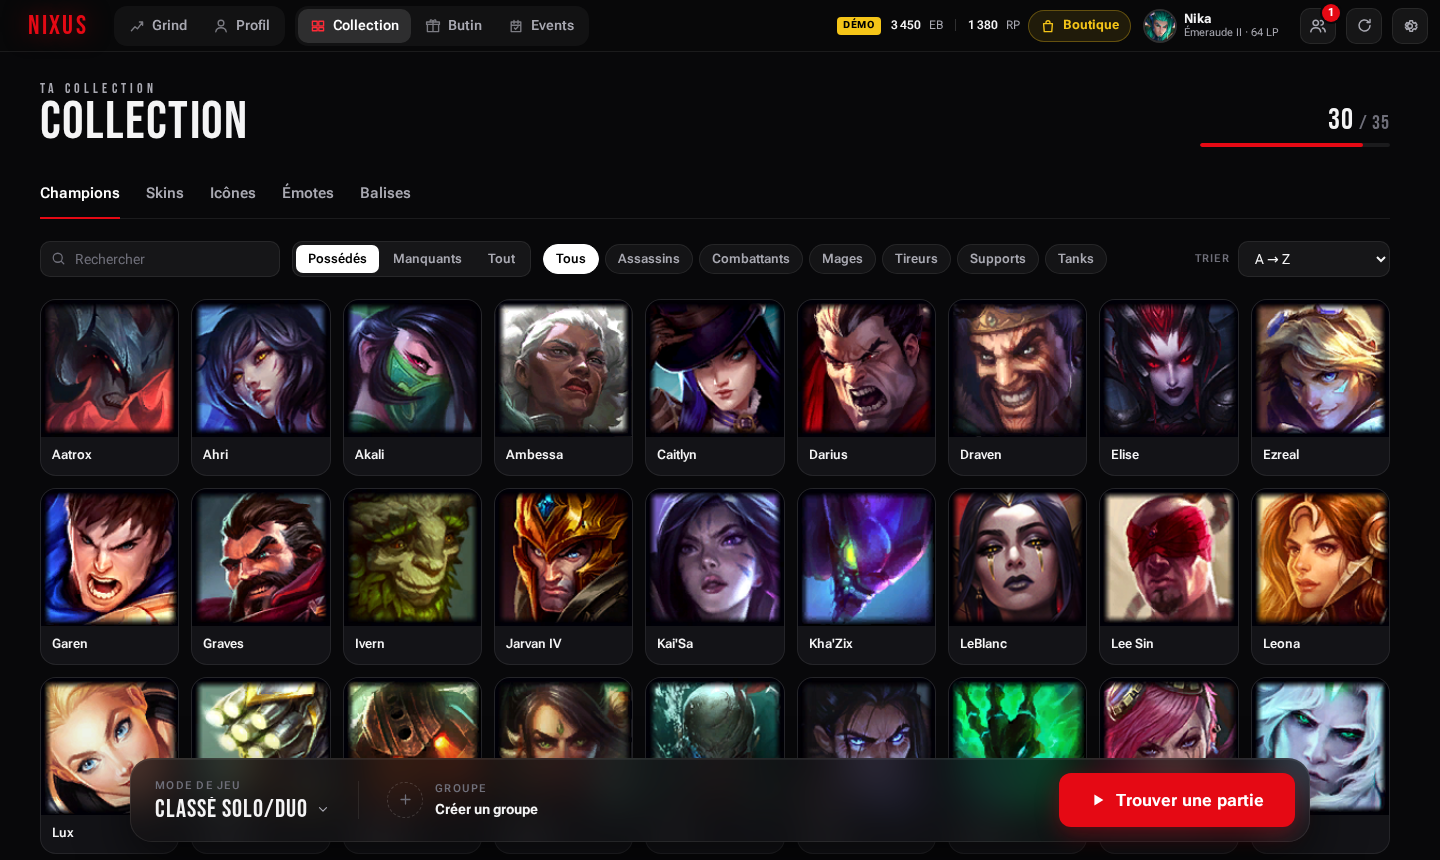 NIXUS
Grind
Profil
Collection
Butin
Events
DÉMO
3 450 EB
1 380 RP
Boutique
Nika
Émeraude II · 64 LP
1
TA COLLECTION
COLLECTION
30 / 35
Champions
Skins
Icônes
Émotes
Balises
Rechercher
Possédés
Manquants
Tout
Tous
Assassins
Combattants
Mages
Tireurs
Supports
Tanks
TRIER
A → Z
Aatrox
Ahri
Akali
Ambessa
Caitlyn
Darius
Draven
Elise
Ezreal
Garen
Graves
Ivern
Jarvan IV
Kai'Sa
Kha'Zix
LeBlanc
Lee Sin
Leona
Lux
MODE DE JEU
CLASSÉ SOLO/DUO
GROUPE
Créer un groupe
Trouver une partie